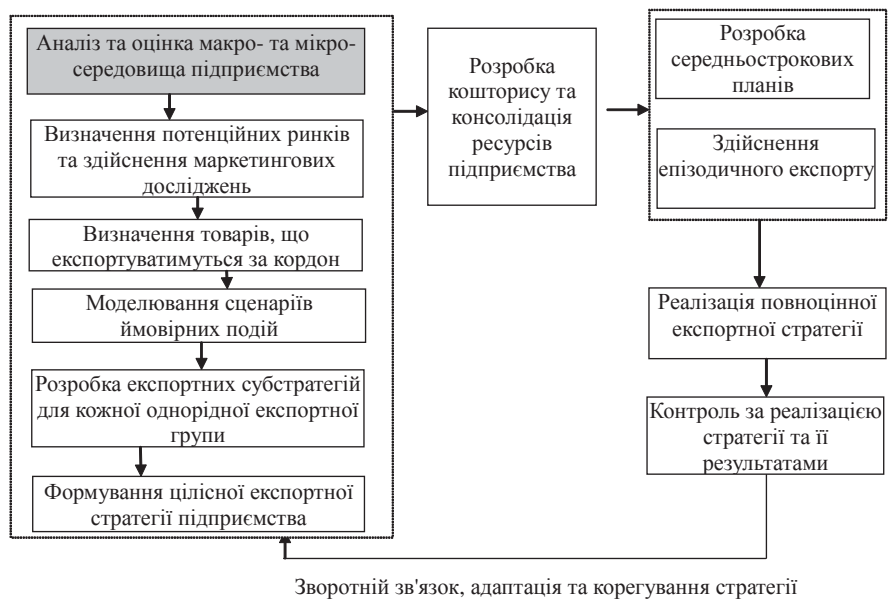 Аналіз та оцінка макро- та мікро-
середовища підприємства
Визначення потенційних ринків
та здійснення маркетингових
досліджень
Визначення товарів, що
експортуватимуться за кордон
Моделювання сценаріїв
ймовірних подій
Розробка експортних субстратегій
для кожної однорідної експортної
групи
Формування цілісної експортної
стратегії підприємства
Розробка
кошторису та
консолідація
ресурсів
підприємства
Розробка
середньострокових
планів
Здійснення
епізодичного експорту
Реалізація повноцінної
експортної стратегії
Контроль за реалізацією
стратегії та її
результатами
Зворотній зв'язок, адаптація та корегування стратегії